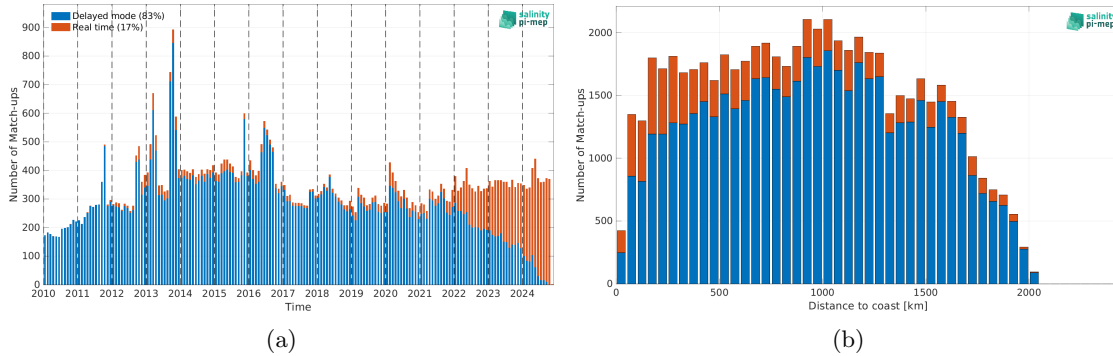 Delayed mode (83%)
Real time (17%)
salinity
pi-mep
Number of Match-ups
900
800
700
600
500
400
300
200
100
0
2010 2011 2012 2013 2014 2015 2016 2017 2018 2019 2020 2021 2022 2023 2024
Time
(a)
salinity
pi-mep
Number of Match-ups
2000
1500
1000
500
0
0 500 1000 1500 2000
Distance to coast [km]
(b)